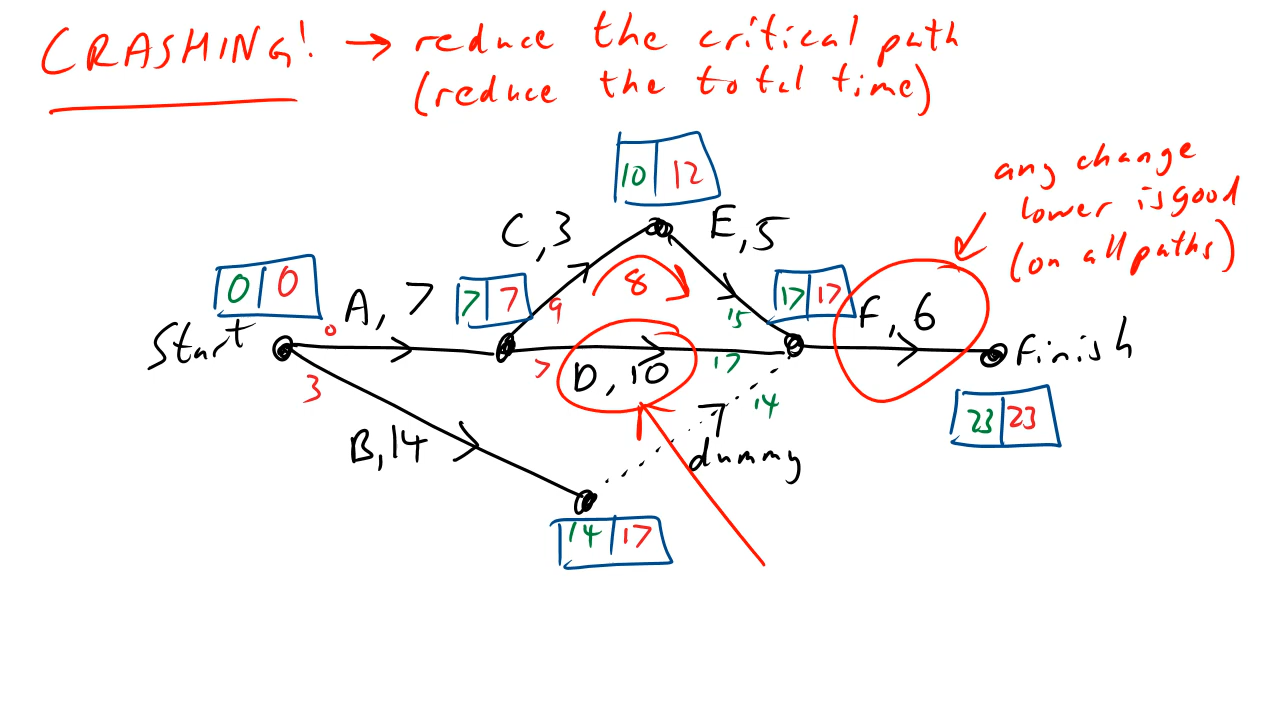 CRASHING! → reduce the critical path
(reduce the total time)
any change
lower is good
(on all paths)
10 | 12
C, 3
E, 5
0 | 0
A, 7
7 | 7
9
8
15
17 | 17
F, 6
Start
0
3
7
D, 10
17
14
Finish
23 | 23
B, 14
dummy
14 | 17